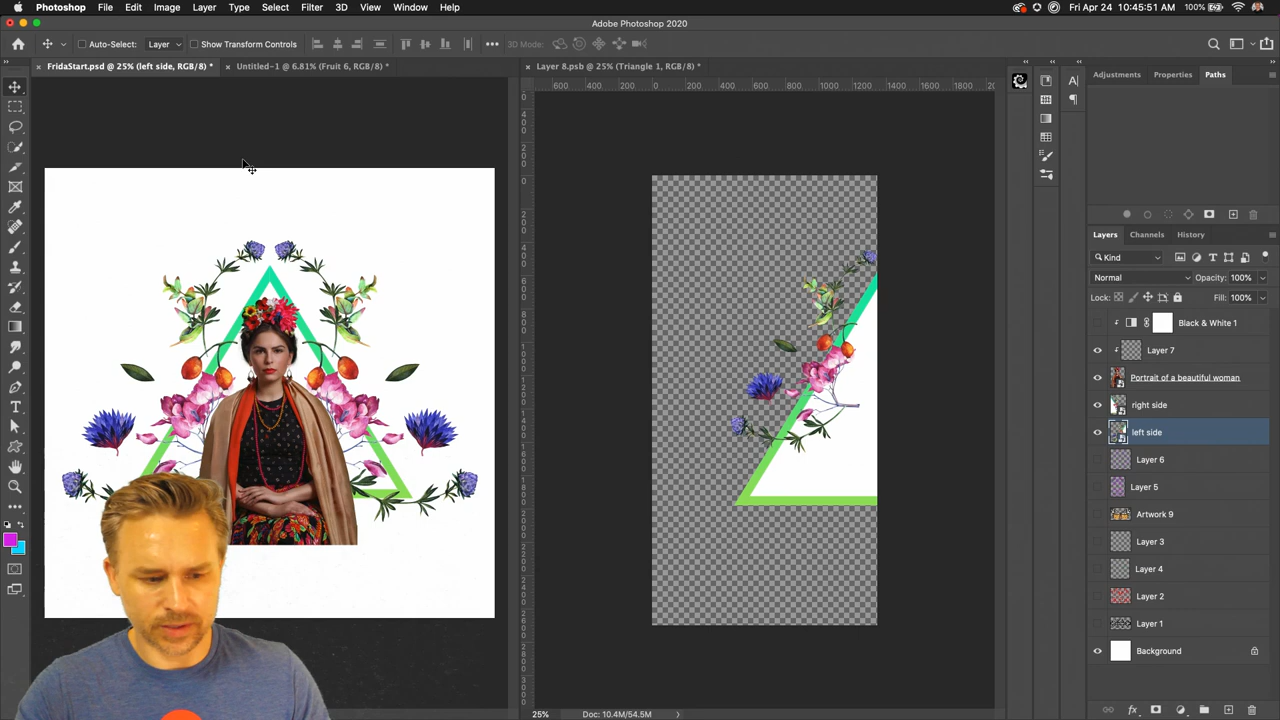 Photoshop File Edit Image Layer Type Select Filter 3D View Window Help 100% Fri Apr 24 10:45:51 AM
Adobe Photoshop 2020
Auto-Select: Layer Show Transform Controls 3D Mode:
FridaStart.psd @ 25% (left side, RGB/8) * Untitled-1 @ 6.81% (Fruit 6, RGB/8) * Layer 8.psb @ 25% (Triangle 1, RGB/8) *
Adjustments Properties Paths
600 400 200 0 200 400 600 800 1000 1200 1400 1600 1800
Layers Channels History
Kind
Normal Opacity: 100%
Lock: Fill: 100%
Black & White 1
Layer 7
Portrait of a beautiful woman
right side
left side
Layer 6
Layer 5
Artwork 9
Layer 3
Layer 4
Layer 2
Layer 1
Background
25% Doc: 10.4M/54.5M